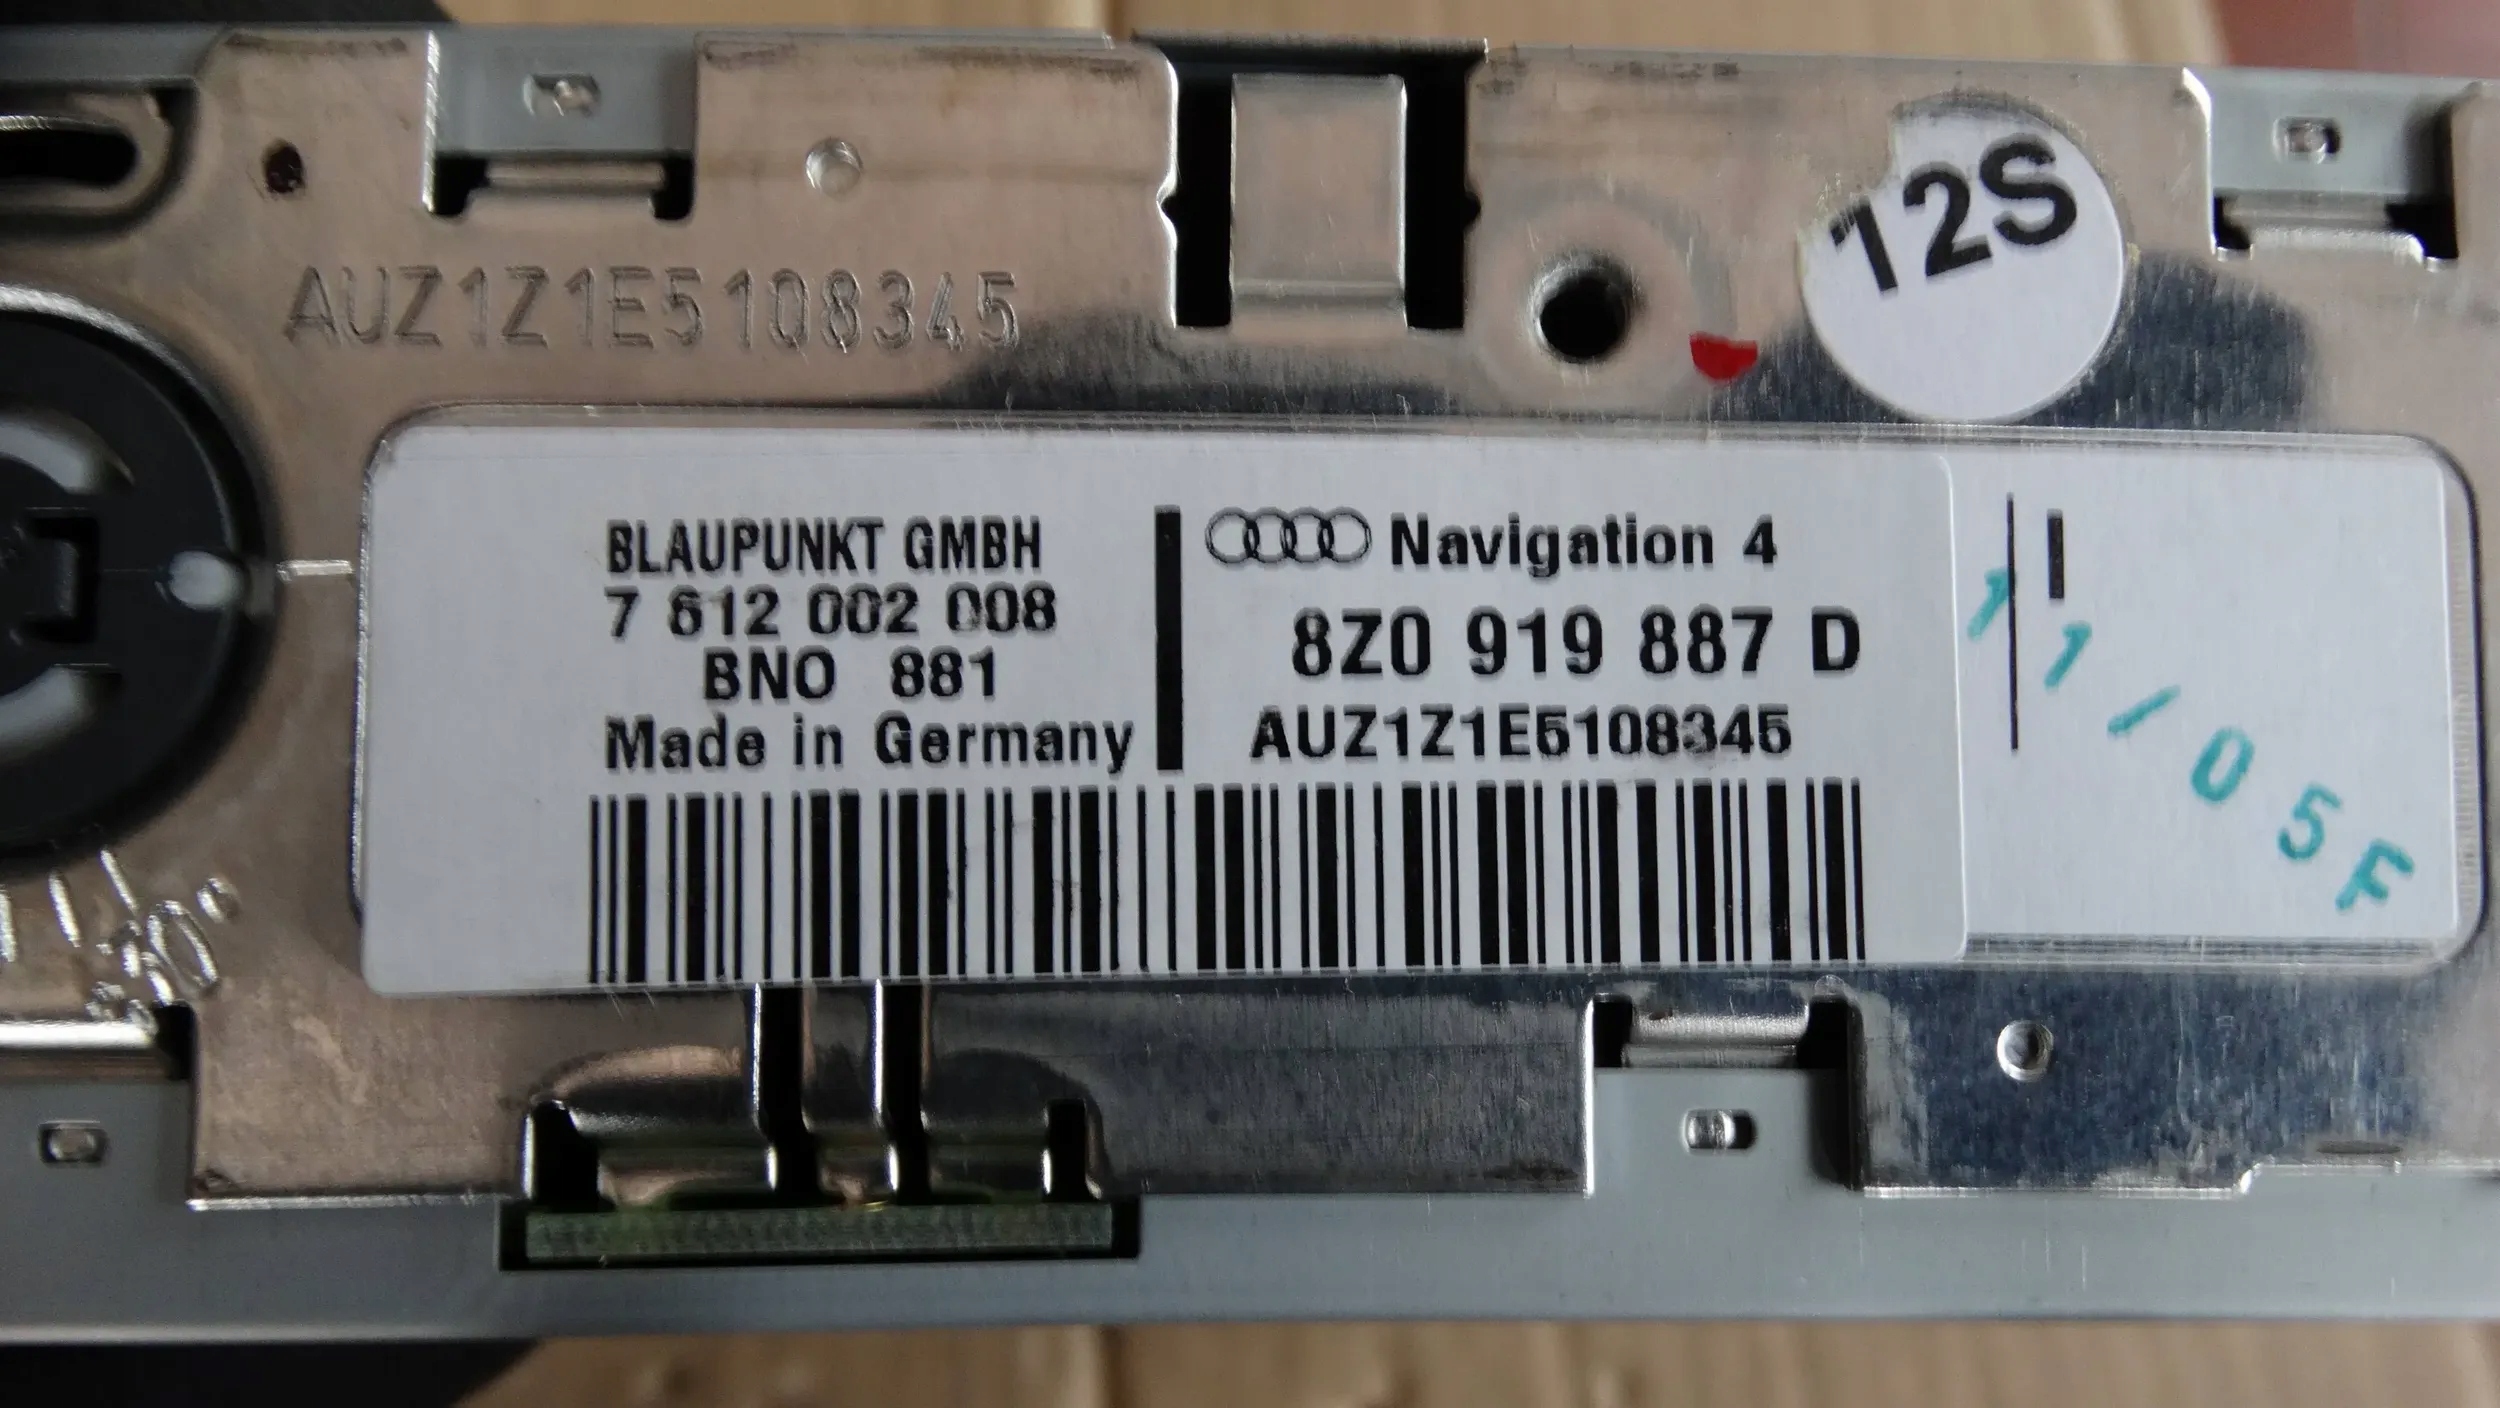 12S
AUZ1Z1E5108345
BLAUPUNKT GMBH
7 612 002 008
BNO 881
Made in Germany
Navigation 4
8Z0 919 887 D
AUZ1Z1E5108345
11/05F